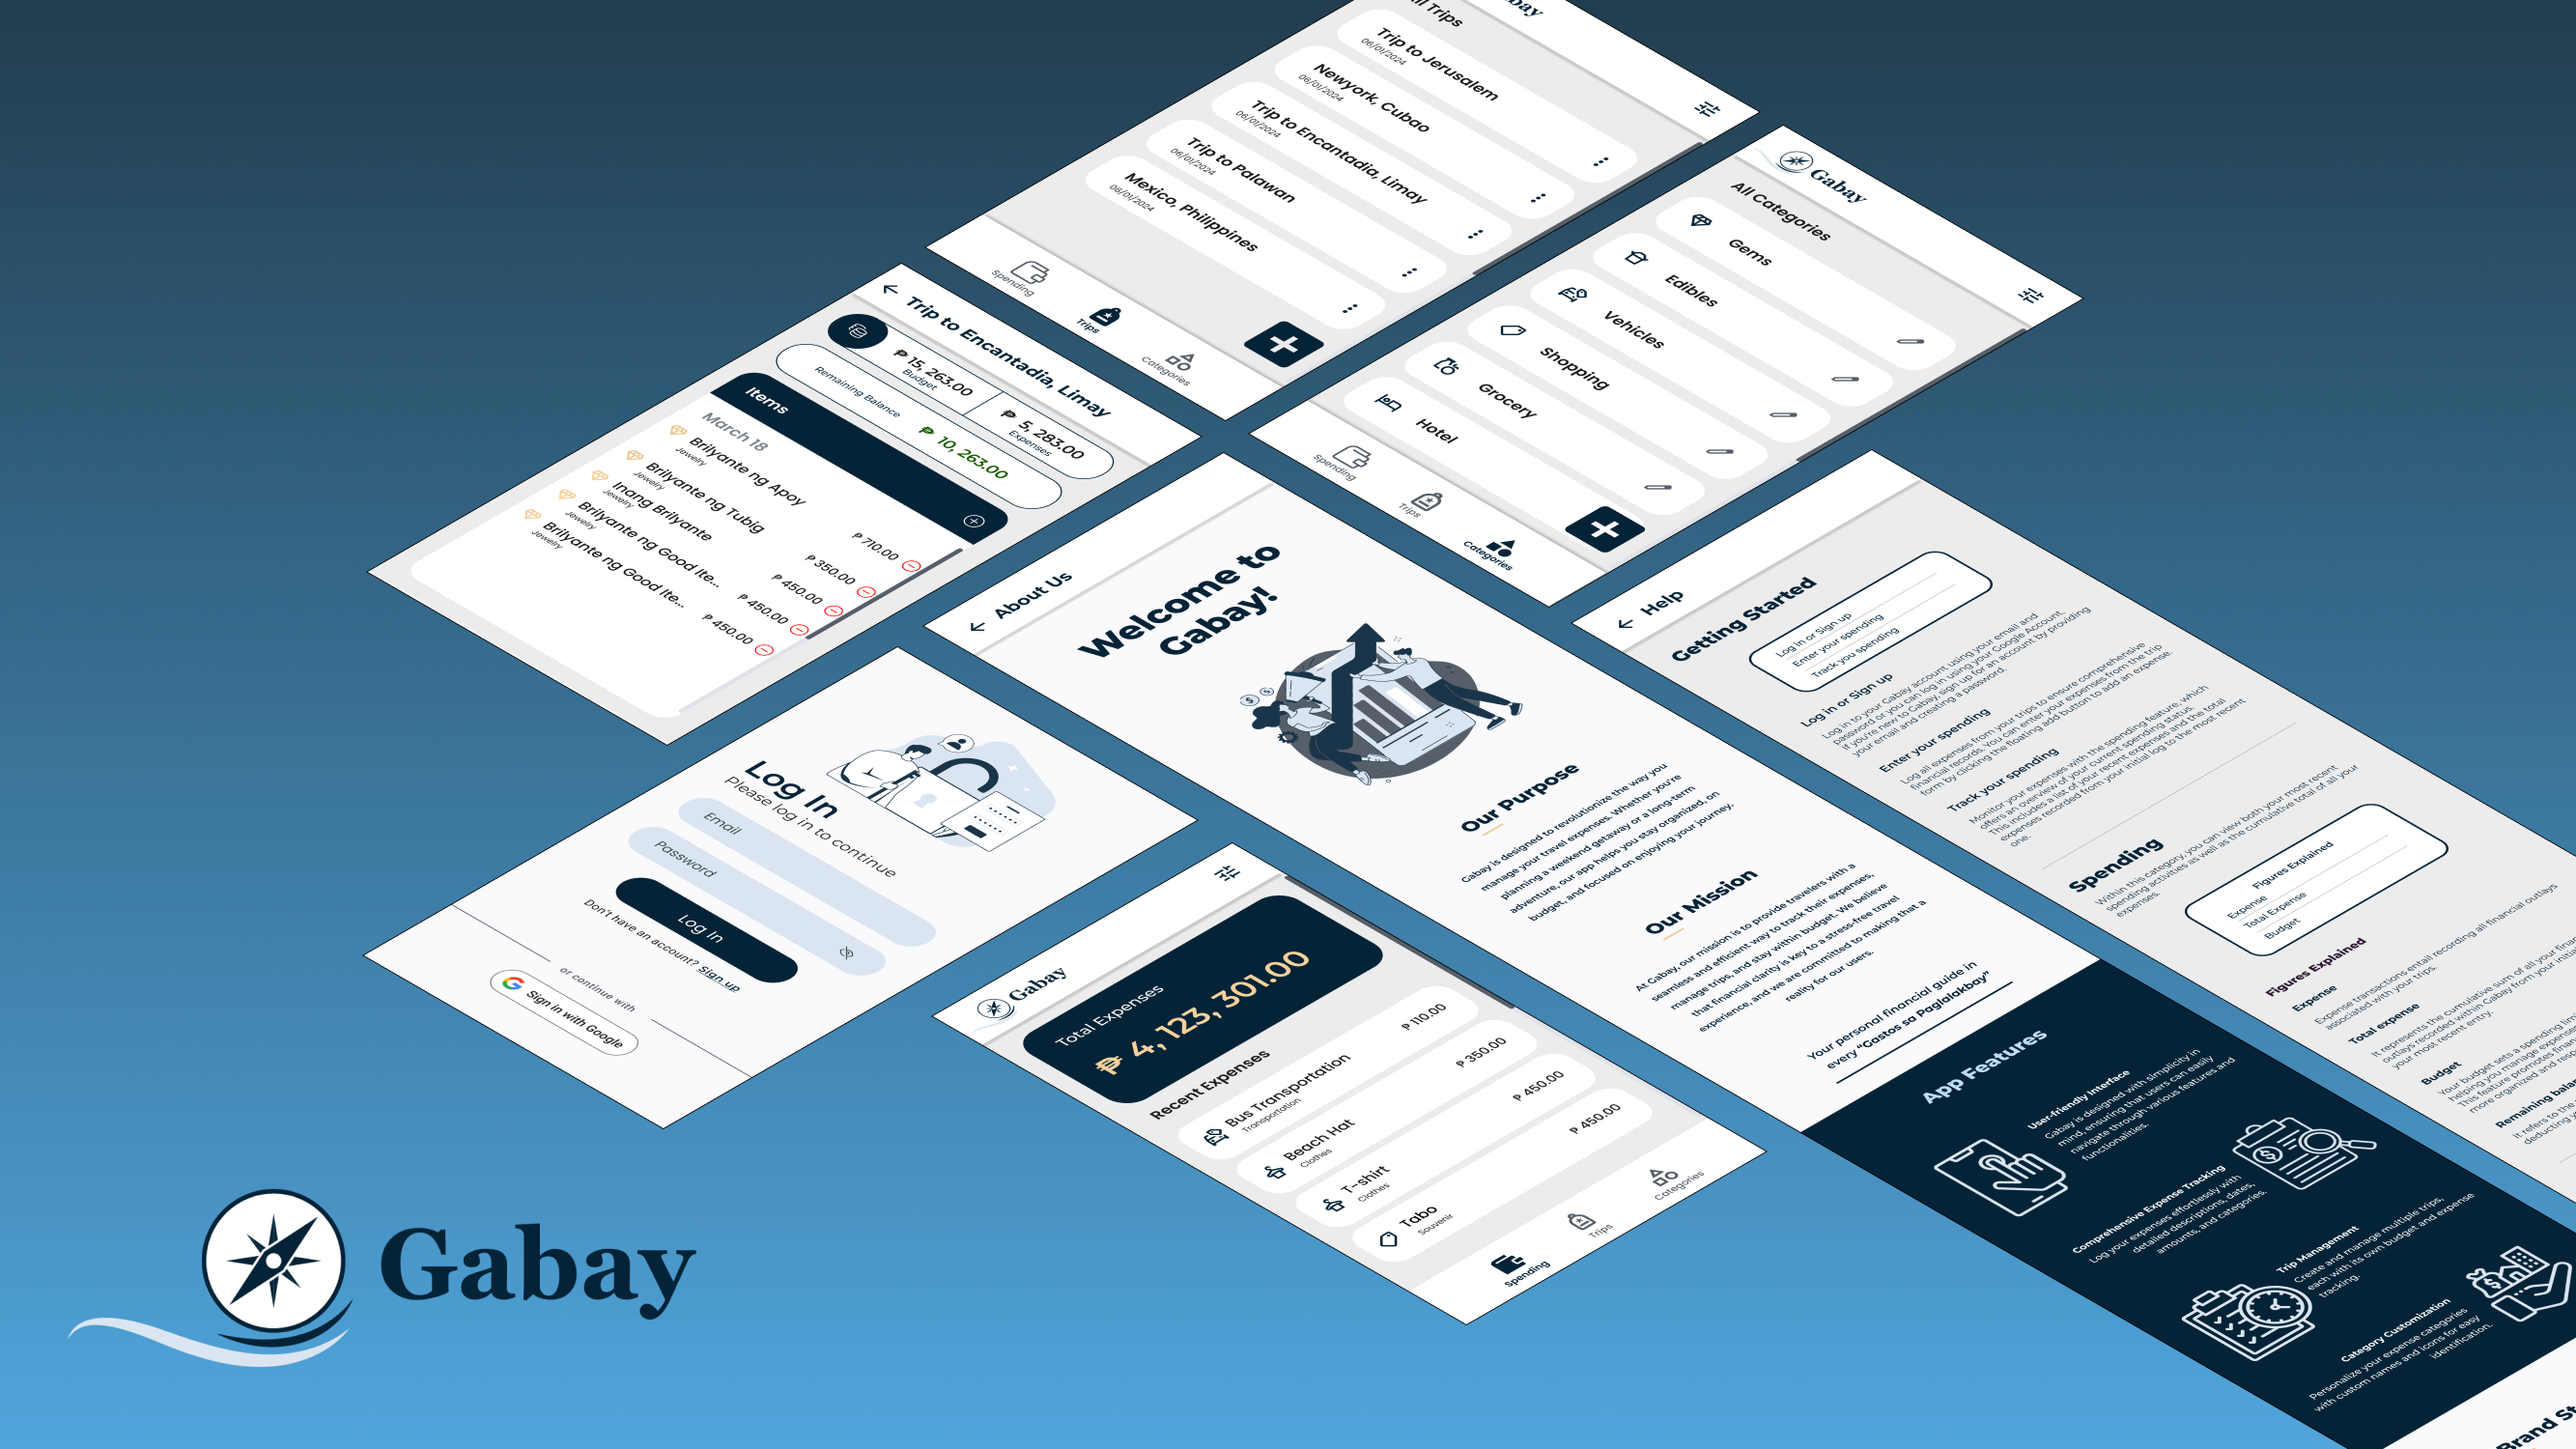 All Trips
Trip to Jerusalem
06/01/2024
Newyork, Cubao
06/01/2024
Trip to Encantadia, Limay
06/01/2024
Trip to Palawan
06/01/2024
Mexico, Philippines
08/01/2024
Spending
Trips
Categories
Gabay
All Categories
Gems
Edibles
Vehicles
Shopping
Grocery
Hotel
Spending
Trips
Categories
Trip to Encantadia, Limay
₱ 15, 263.00
Budget
₱ 5, 283.00
Expenses
Remaining Balance
₱ 10, 263.00
Items
March 18
Brilyante ng Apoy
Jewelry
₱ 710.00
Brilyante ng Tubig
Jewelry
₱ 350.00
Inang Brilyante
Jewelry
₱ 450.00
Brilyante ng Good Ite...
Jewelry
₱ 450.00
Brilyante ng Good Ite...
Jewelry
₱ 450.00
Log In
Please log in to continue
Email
Password
Log In
Don't have an account? Sign up
or continue with
Sign in with Google
About Us
Welcome to
Gabay!
Our Purpose
Gabay is designed to revolutionize the way you
manage your travel expenses. Whether you're
planning a weekend getaway or a long-term
adventure, our app helps you stay organized, on
budget, and focused on enjoying your journey.
Our Mission
At Gabay, our mission is to provide travelers with a
seamless and efficient way to track their expenses,
manage trips, and stay within budget. We believe
that financial clarity is key to a stress-free travel
experience, and we are committed to making that a
reality for our users.
Your personal financial guide in
every “Gastos sa Paglalakbay”
App Features
User-friendly Interface
Gabay is designed with simplicity in
mind, ensuring that users can easily
navigate through various features and
functionalities.
Comprehensive Expense Tracking
Log your expenses effortlessly with
detailed descriptions, dates,
amounts, and categories.
Trip Management
Create and manage multiple trips,
each with its own budget and expense
tracking.
Category Customization
Personalize your expense categories
with custom names and icons for easy
identification.
Brand St
Gabay
Total Expenses
₱ 4,123,301.00
Recent Expenses
Bus Transportation
Transportation
₱ 110.00
Beach Hat
Clothes
₱ 350.00
T-shirt
Clothes
₱ 450.00
Tabo
Souvenir
₱ 450.00
Spending
Trips
Categories
Help
Getting Started
Log in or Sign up
Enter your spending
Track you spending
Log in or Sign up
Log in to your Gabay account using your email and
password or you can log in using your Google Account.
If you're new to Gabay, sign up for an account by providing
your email and creating a password.
Enter your spending
Log all expenses from your trips to ensure comprehensive
financial records. You can enter your expenses from the trip
form by clicking the floating add button to add an expense.
Track your spending
Monitor your expenses with the spending feature, which
offers an overview of your current spending status.
This includes a list of your recent expenses and the total
expenses recorded from your initial log to the most recent
one.
Spending
Within this category, you can view both your most recent
spending activities as well as the cumulative total of all your
expenses.
Figures Explained
Expense
Total Expense
Budget
Figures Explained
Expense
Expense transactions entail recording all financial outlays
associated with your trips.
Total expense
It represents the cumulative sum of all your
outlays recorded within Gabay from your
your most recent entry.
Budget
Your budget sets a spending
helping you manage
This feature promotes
more organized and
Remaining
It refers to the
deducting
Gabay